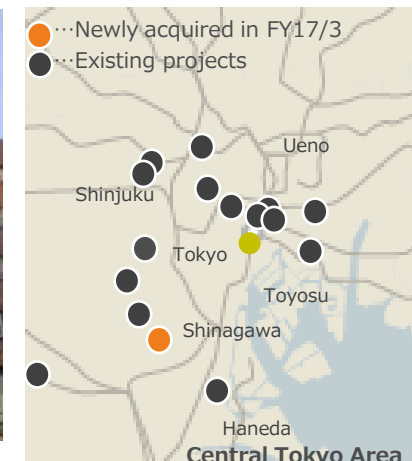 …Newly acquired in FY17/3
…Existing projects
Ueno
Shinjuku
Tokyo
Toyosu
Shinagawa
Haneda
Central Tokyo Area